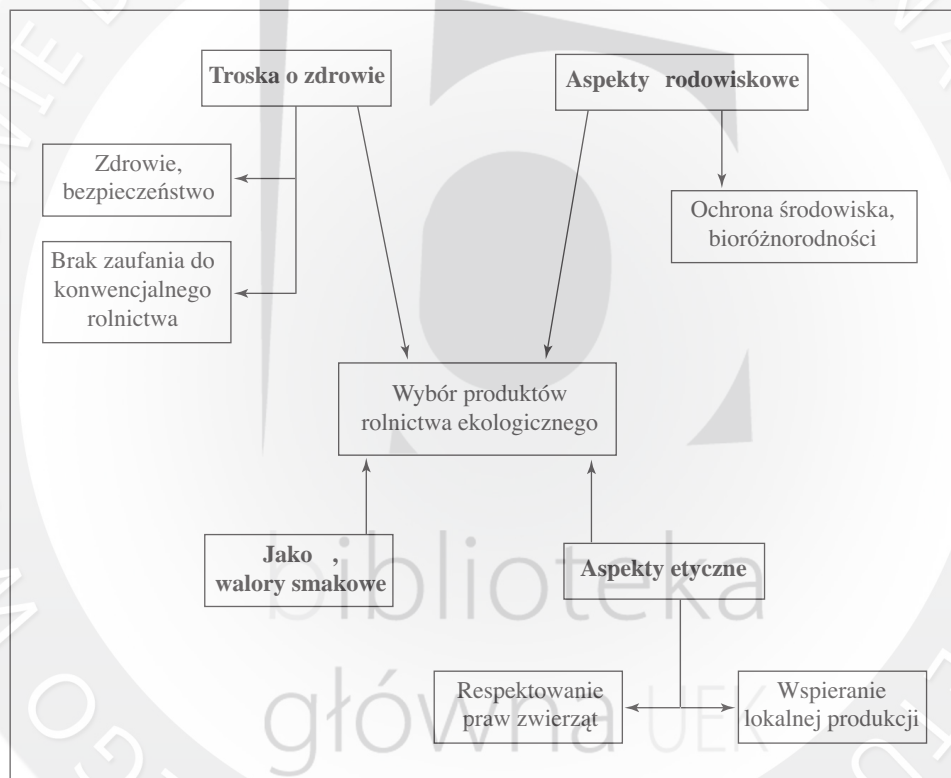 Troska o zdrowie
Aspekty rodowiskowe
Zdrowie,
bezpieczeństwo
Ochrona środowiska,
bioróżnorodności
Brak zaufania do
konwencjalnego
rolnictwa
Wybór produktów
rolnictwa ekologicznego
Jako ,
walory smakowe
Aspekty etyczne
Respektowanie
praw zwierząt
Wspieranie
lokalnej produkcji
biblioteka
główna UEK